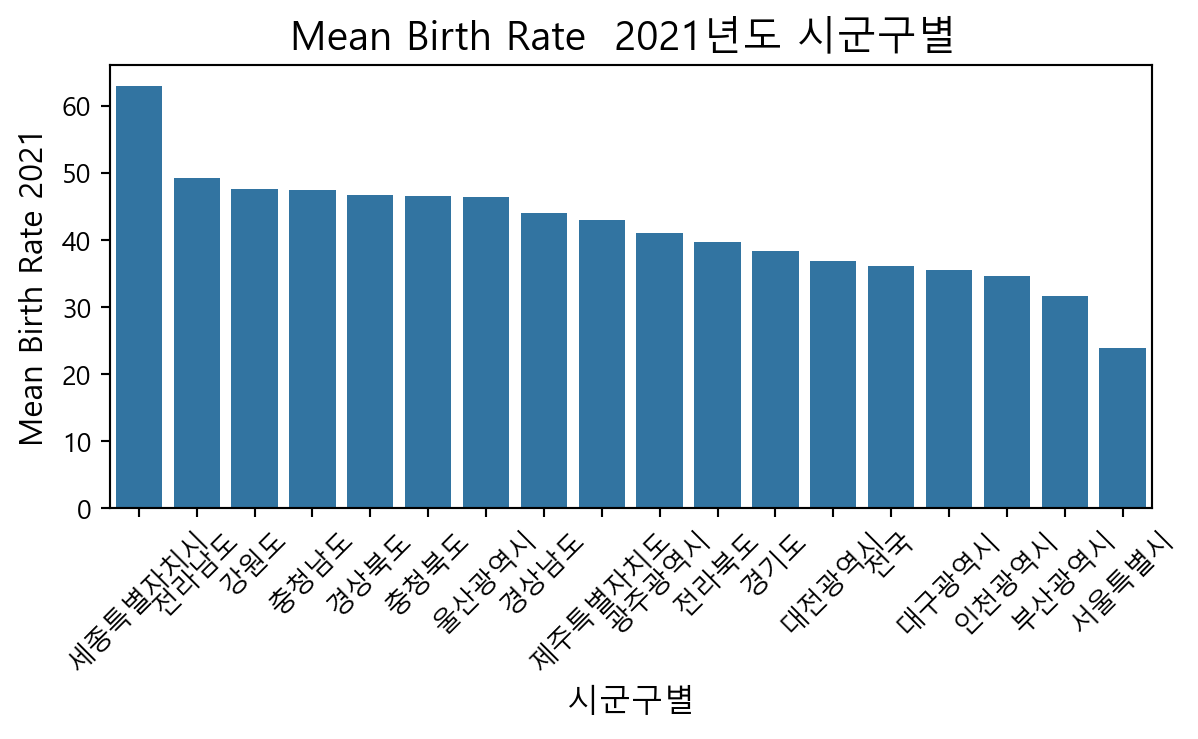 Mean Birth Rate  2021년도 시군구별
Mean Birth Rate 2021
60
50
40
30
20
10
0
세종특별자치시
전라남도
강원도
충청남도
경상북도
충청북도
울산광역시
경상남도
제주특별자치도
광주광역시
전라북도
경기도
대전광역시
전국
대구광역시
인천광역시
부산광역시
서울특별시
시군구별